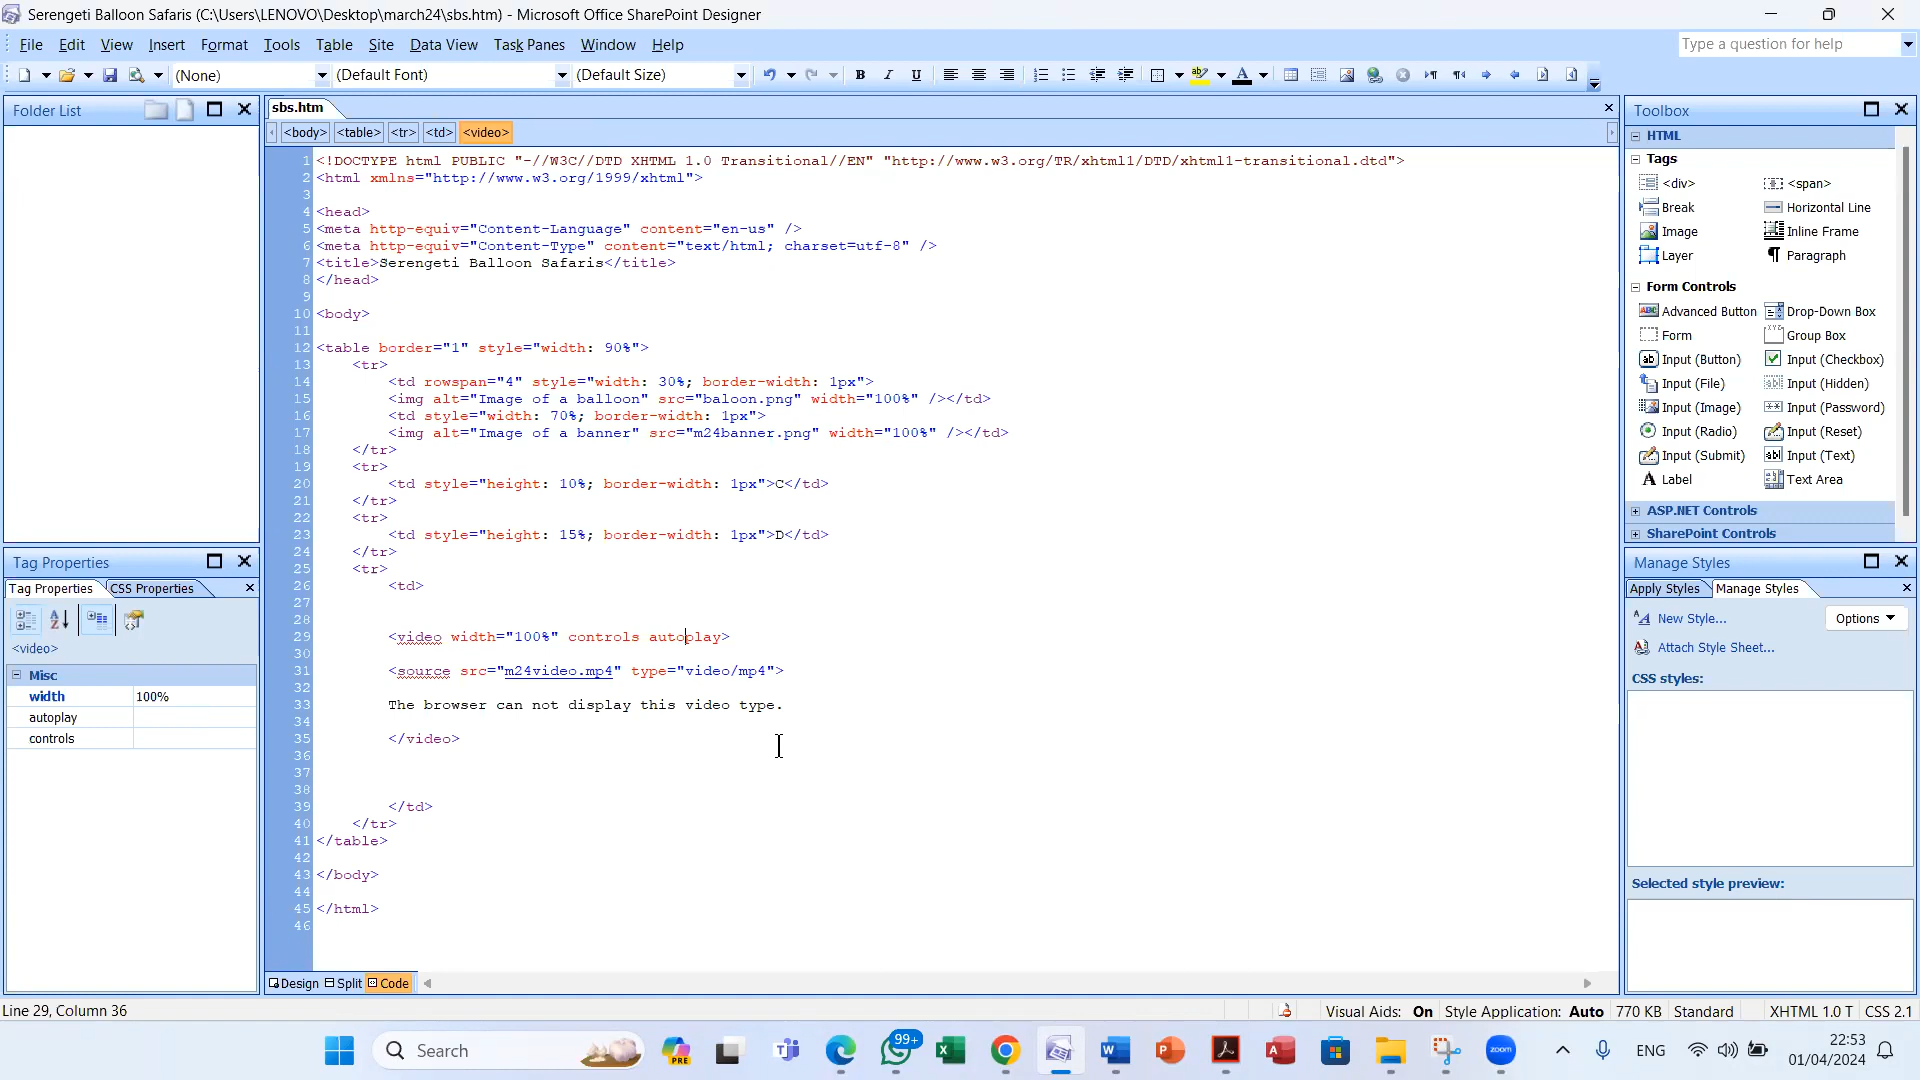 Serengeti Balloon Safaris (C:\Users\LENOVO\Desktop\march24\sbs.htm) - Microsoft Office SharePoint Designer
File Edit View Insert Format Tools Table Site Data View Task Panes Window Help Type a question for help
(None) (Default Font) (Default Size) B I U A
Folder List
sbs.htm
<body> <table> <tr> <td> <video>
1 <!DOCTYPE html PUBLIC "-//W3C//DTD XHTML 1.0 Transitional//EN" "http://www.w3.org/TR/xhtml1/DTD/xhtml1-transitional.dtd">
2 <html xmlns="http://www.w3.org/1999/xhtml">
3
4 <head>
5 <meta http-equiv="Content-Language" content="en-us" />
6 <meta http-equiv="Content-Type" content="text/html; charset=utf-8" />
7 <title>Serengeti Balloon Safaris</title>
8 </head>
9
10 <body>
11
12 <table border="1" style="width: 90%">
13 <tr>
14 <td rowspan="4" style="width: 30%; border-width: 1px">
15 <img alt="Image of a balloon" src="baloon.png" width="100%" /></td>
16 <td style="width: 70%; border-width: 1px">
17 <img alt="Image of a banner" src="m24banner.png" width="100%" /></td>
18 </tr>
19 <tr>
20 <td style="height: 10%; border-width: 1px">C</td>
21 </tr>
22 <tr>
23 <td style="height: 15%; border-width: 1px">D</td>
24 </tr>
25 <tr>
26 <td>
27
28
29 <video width="100%" controls autoplay>
30
31 <source src="m24video.mp4" type="video/mp4">
32
33 The browser can not display this video type.
34
35 </video>
36
37
38
39 </td>
40 </tr>
41 </table>
42
43 </body>
44
45 </html>
46
Design Split Code
Tag Properties
Tag Properties CSS Properties
<video>
Misc
width 100%
autoplay
controls
Toolbox
HTML
Tags
<div> <span>
Break Horizontal Line
Image Inline Frame
Layer Paragraph
Form Controls
Advanced Button Drop-Down Box
Form Group Box
Input (Button) Input (Checkbox)
Input (File) Input (Hidden)
Input (Image) Input (Password)
Input (Radio) Input (Reset)
Input (Submit) Input (Text)
Label Text Area
ASP.NET Controls
SharePoint Controls
Manage Styles
Apply Styles Manage Styles
New Style... Options
Attach Style Sheet...
CSS styles:
Selected style preview:
Line 29, Column 36 Visual Aids: On Style Application: Auto 770 KB Standard XHTML 1.0 T CSS 2.1
Search PRE 99+ zoom ENG 22:53
01/04/2024